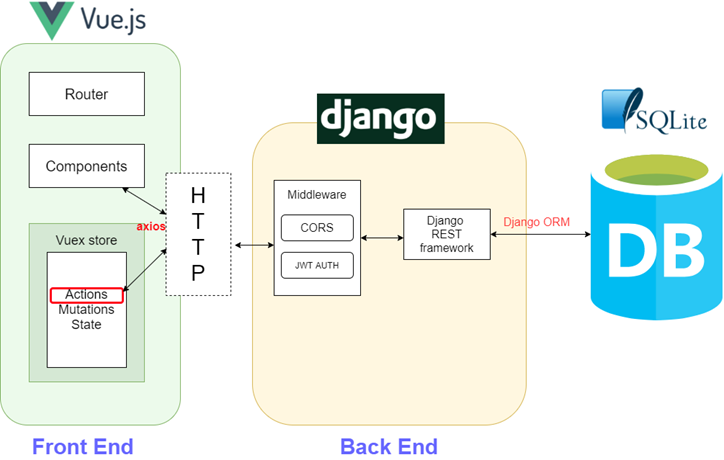 Vue.js
Router
Components
axios
Vuex store
Actions
Mutations
State
Front End
H
T
T
P
django
Middleware
CORS
JWT AUTH
Django
REST
framework
Back End
Django ORM
SQLite
DB